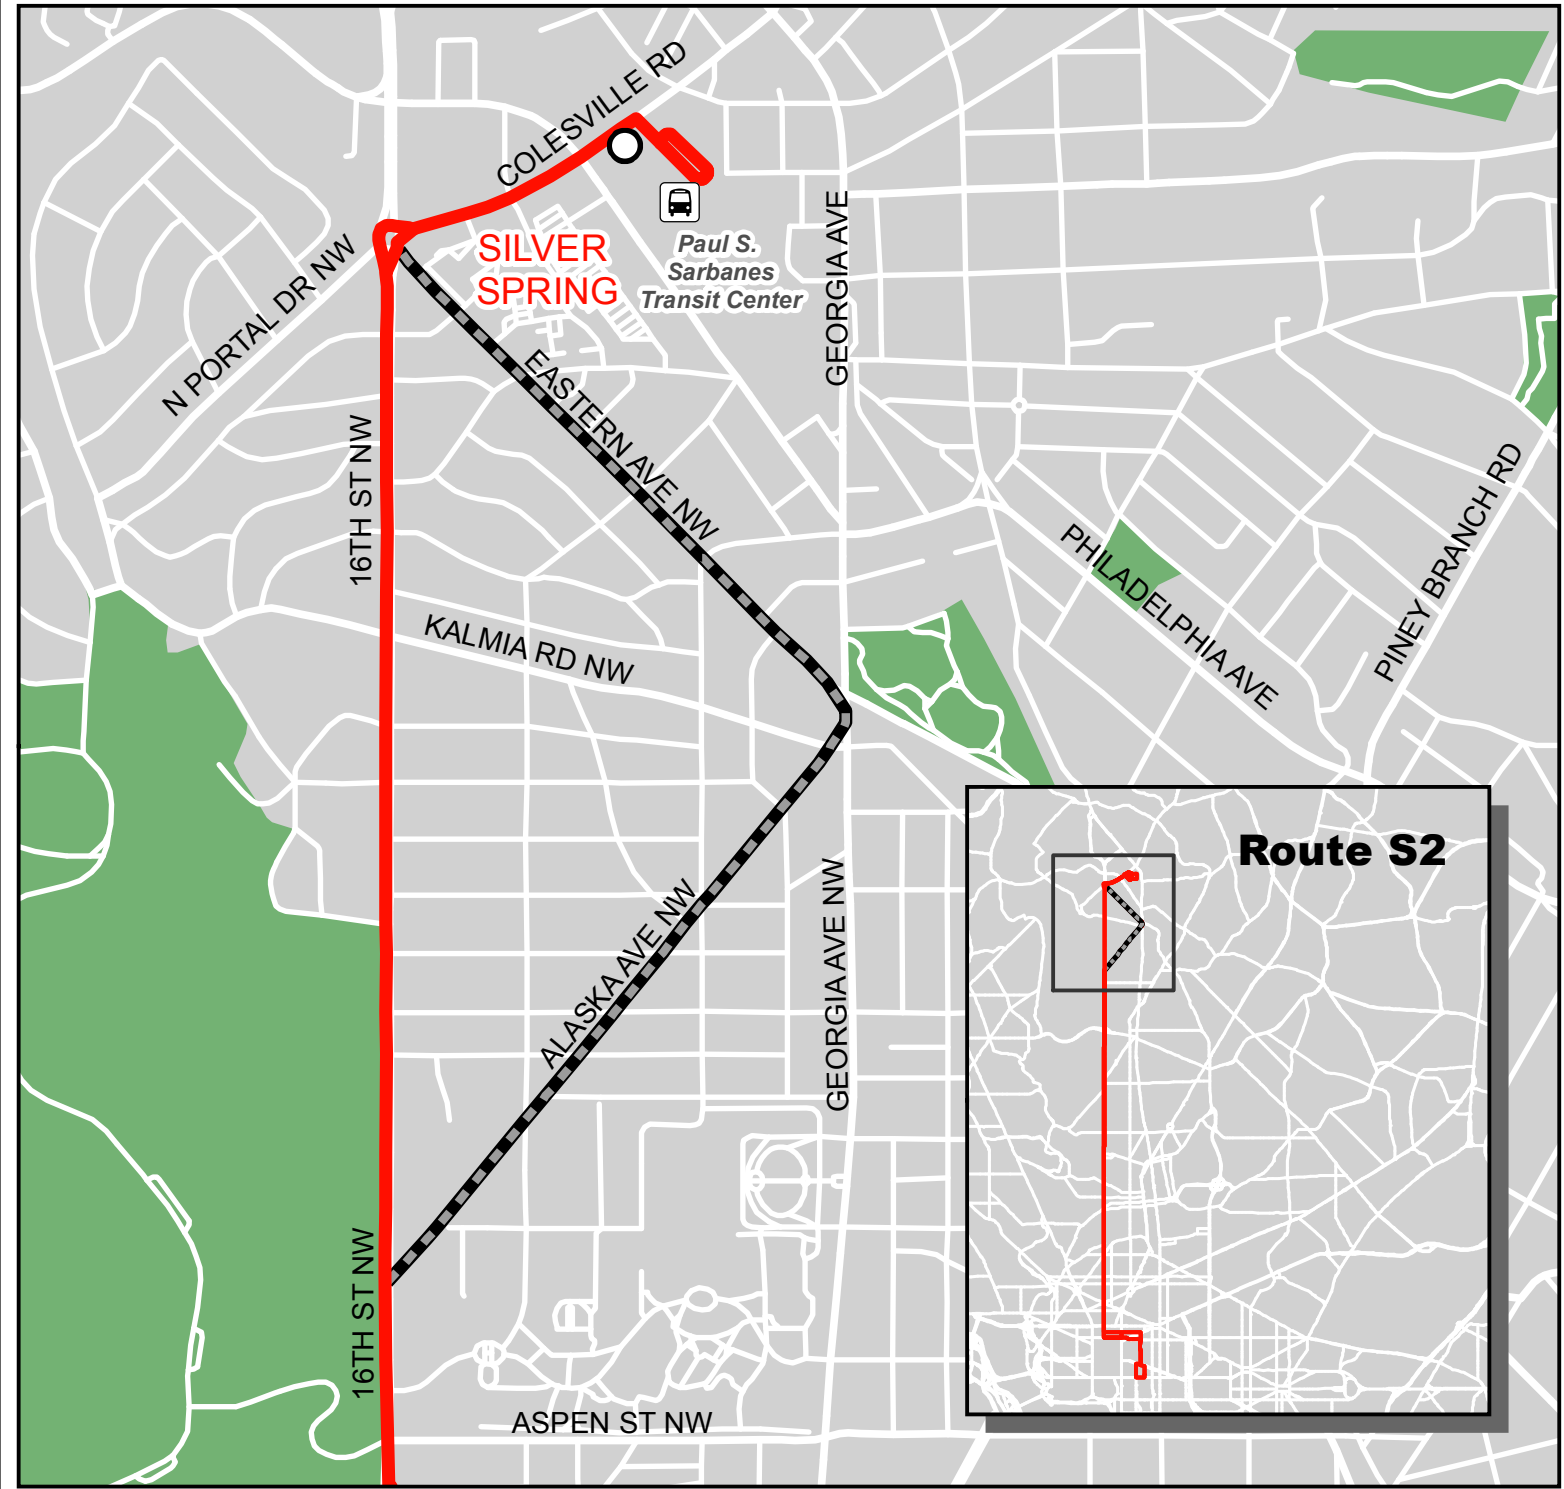 COLESVILLE RD
N PORTAL DR NW
SILVER
SPRING
Paul S.
Sarbanes
Transit Center
GEORGIA AVE
EASTERN AVE NW
16TH ST NW
KALMIA RD NW
PHILADELPHIA AVE
PINEY BRANCH RD
Route S2
ALASKA AVE NW
GEORGIA AVE NW
16TH ST NW
ASPEN ST NW